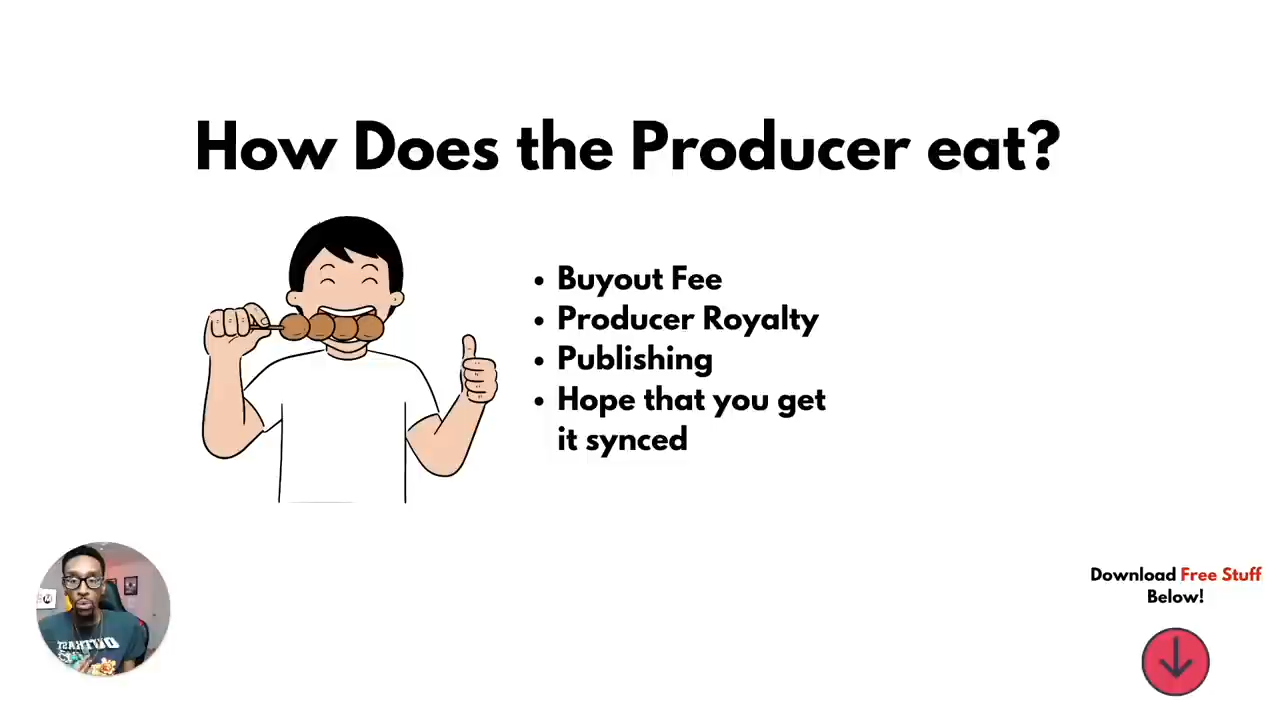 How Does the Producer eat?
• Buyout Fee
• Producer Royalty
• Publishing
• Hope that you get
it synced
Download Free Stuff
Below!